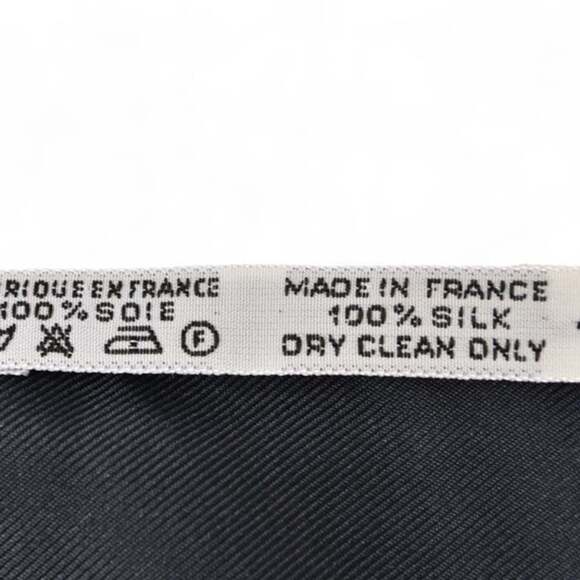 RIQUE EN FRANCE
100% SOIE
F
MADE IN FRANCE
100% SILK
DRY CLEAN ONLY